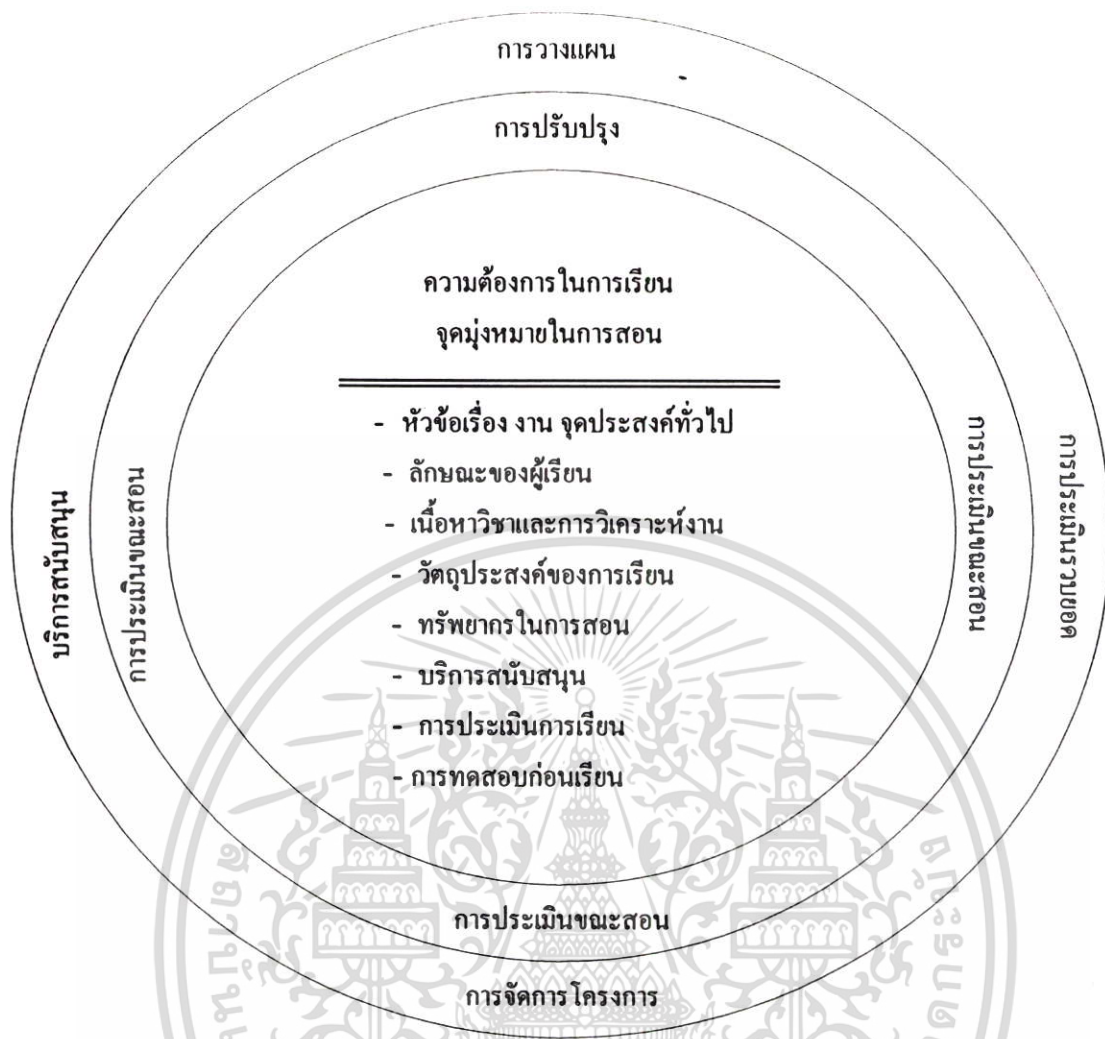 การวางแผน
การปรับปรุง
ความต้องการในการเรียน
จุดมุ่งหมายในการสอน
- หัวข้อเรื่อง งาน จุดประสงค์ทั่วไป
- ลักษณะของผู้เรียน
- เนื้อหาวิชาและการวิเคราะห์งาน
- วัตถุประสงค์ของการเรียน
- ทรัพยากรในการสอน
- บริการสนับสนุน
- การประเมินการเรียน
- การทดสอบก่อนเรียน
บริการสนับสนุน
การประเมินขณะสอน
การประเมินขณะสอน
การประเมินรวบยอด
การประเมินขณะสอน
การจัดการโครงการ